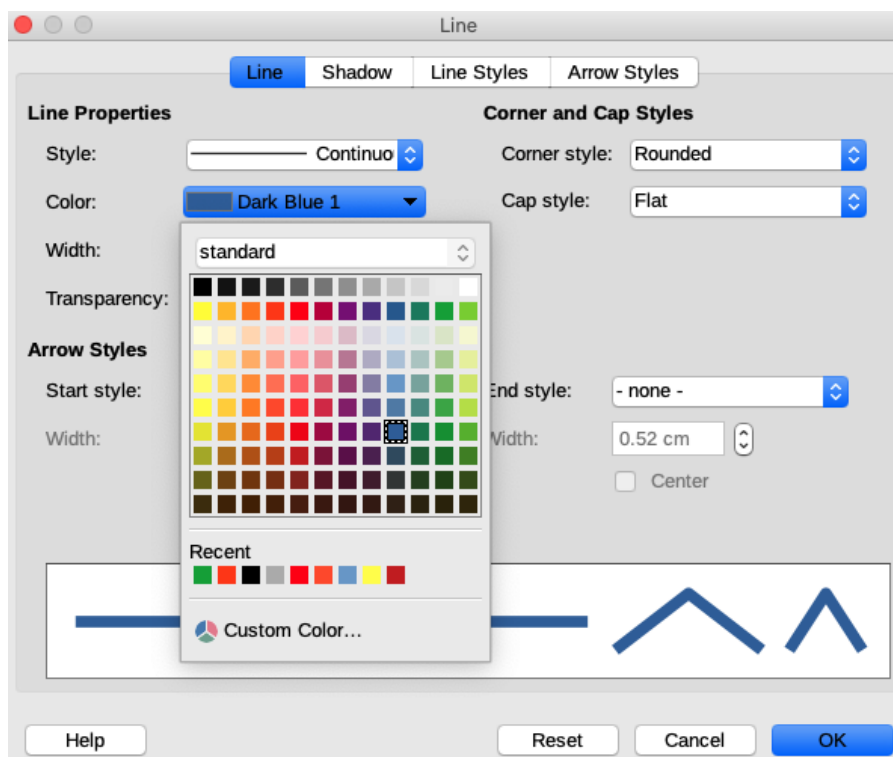 Line
Line Shadow Line Styles Arrow Styles
Line Properties
Style: Continuo
Color: Dark Blue 1
Width:
Transparency:
Corner and Cap Styles
Corner style: Rounded
Cap style: Flat
standard
Recent
Custom Color...
Arrow Styles
Start style:
Width:
End style: - none -
Width: 0.52 cm
Center
Help Reset Cancel OK